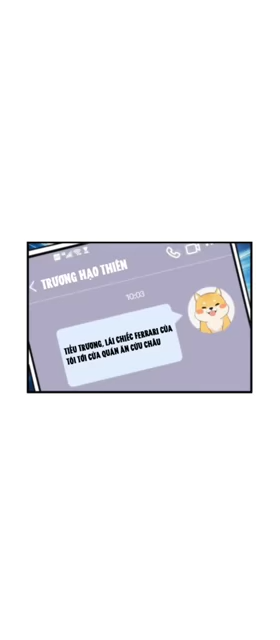 TRƯƠNG HẠO THIÊN
10:03
TIỂU TRƯƠNG, LÁI CHIẾC FERRARI CỦA
TÔI TỚI CỬA QUÁN ĂN CỬU CHÂU